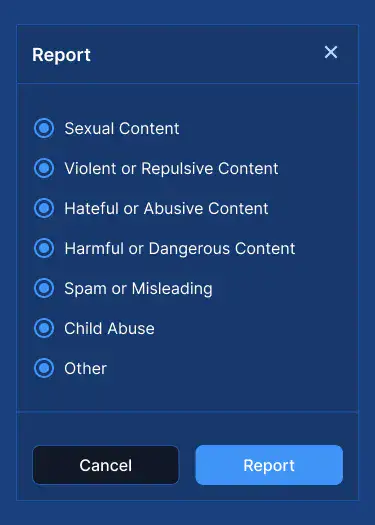 Report
Sexual Content
Violent or Repulsive Content
Hateful or Abusive Content
Harmful or Dangerous Content
Spam or Misleading
Child Abuse
Other
Cancel Report